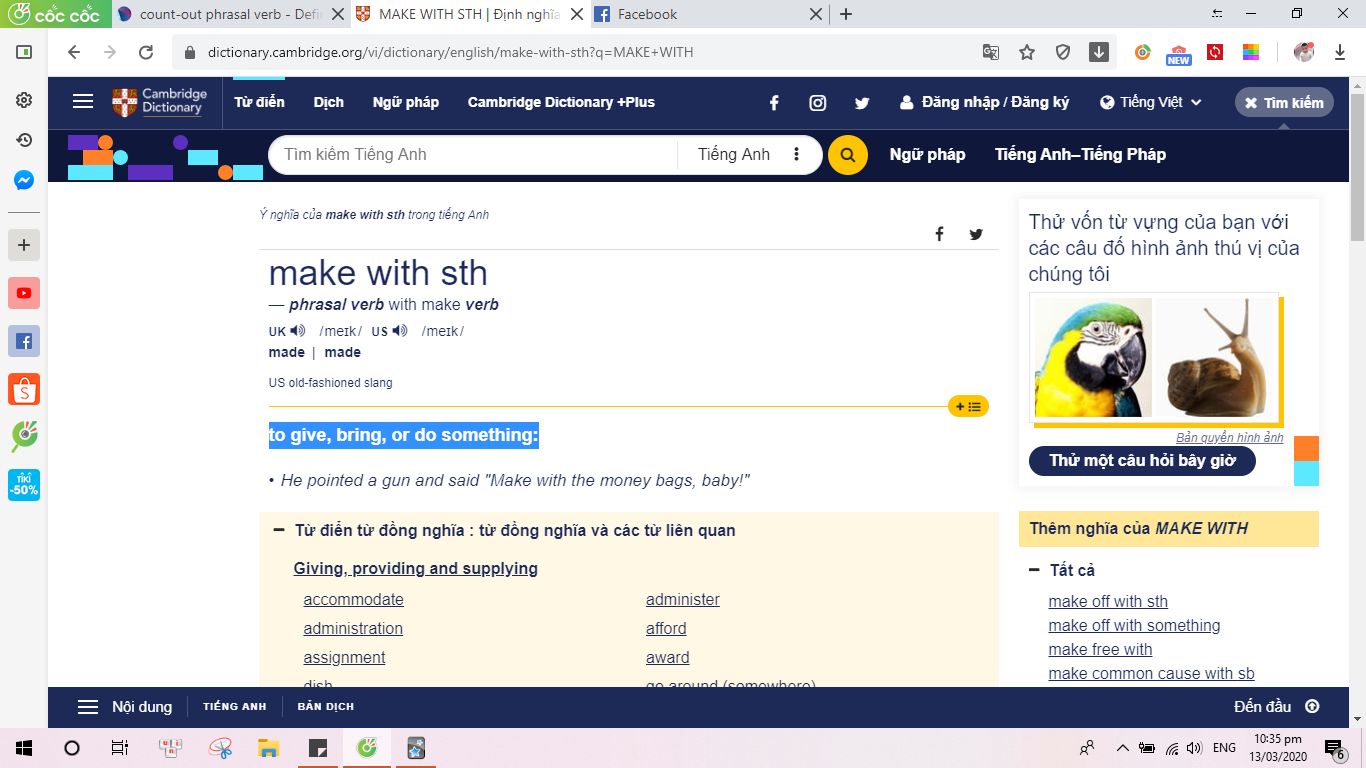 cốc cốc
count-out phrasal verb - Defin
MAKE WITH STH | Định nghĩa
Facebook
dictionary.cambridge.org/vi/dictionary/english/make-with-sth?q=MAKE+WITH
NEW
Cambridge
Dictionary
Từ điển
Dịch
Ngữ pháp
Cambridge Dictionary +Plus
Đăng nhập / Đăng ký
Tiếng Việt
Tìm kiếm
Tìm kiếm Tiếng Anh
Tiếng Anh
Ngữ pháp
Tiếng Anh–Tiếng Pháp
TIKI
-50%
Ý nghĩa của make with sth trong tiếng Anh
make with sth
— phrasal verb with make verb
UK /meɪk/ US /meɪk/
made | made
US old-fashioned slang
to give, bring, or do something:
• He pointed a gun and said "Make with the money bags, baby!"
Từ điển từ đồng nghĩa : từ đồng nghĩa và các từ liên quan
Giving, providing and supplying
accommodate
administer
administration
afford
assignment
award
dish
go around (somewhere)
Thử vốn từ vựng của bạn với
các câu đố hình ảnh thú vị của
chúng tôi
Bản quyền hình ảnh
Thử một câu hỏi bây giờ
Thêm nghĩa của MAKE WITH
Tất cả
make off with sth
make off with something
make free with
make common cause with sb
Nội dung
TIẾNG ANH
BẢN DỊCH
Đến đầu
ENG
10:35 pm
13/03/2020
6